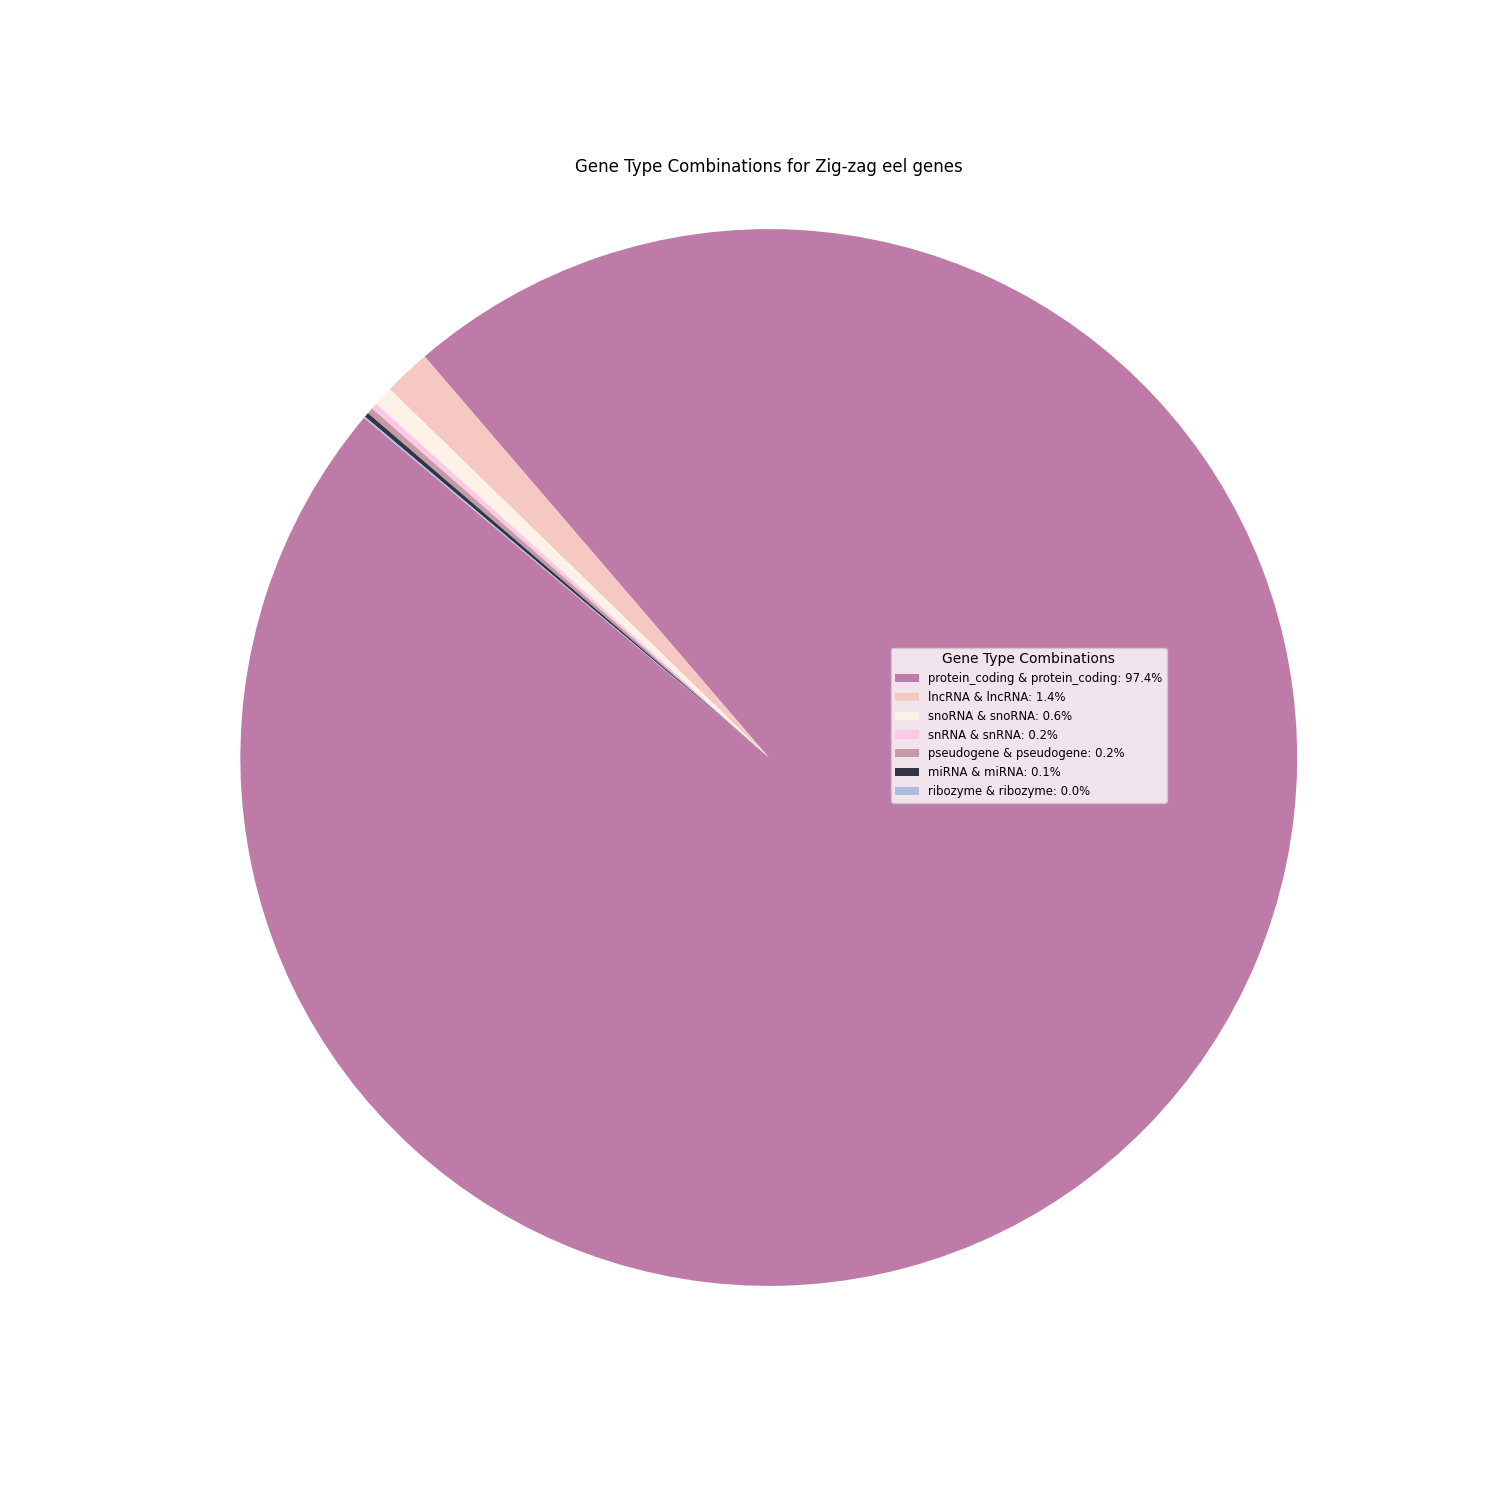 Gene Type Combinations for Zig-zag eel genes
Gene Type Combinations
protein_coding & protein_coding: 97.4%
lncRNA & lncRNA: 1.4%
snoRNA & snoRNA: 0.6%
snRNA & snRNA: 0.2%
pseudogene & pseudogene: 0.2%
miRNA & miRNA: 0.1%
ribozyme & ribozyme: 0.0%